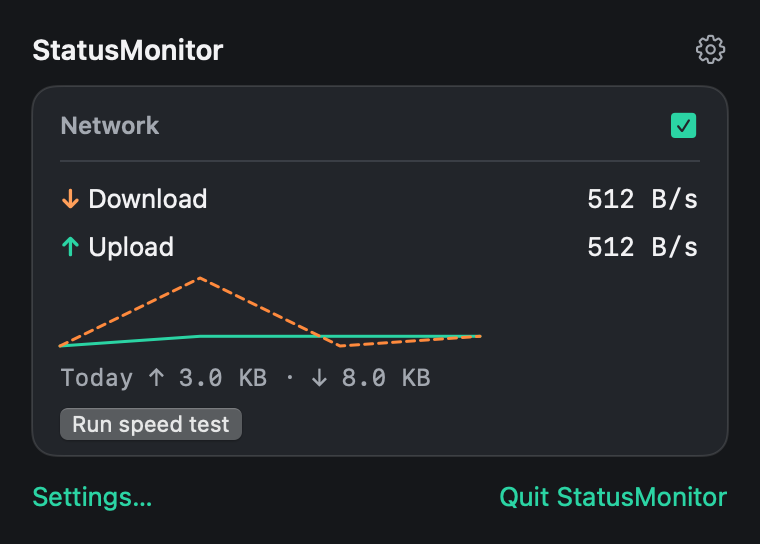 StatusMonitor
Network
↓ Download 512 B/s
↑ Upload 512 B/s
Today ↑ 3.0 KB · ↓ 8.0 KB
Run speed test
Settings... Quit StatusMonitor